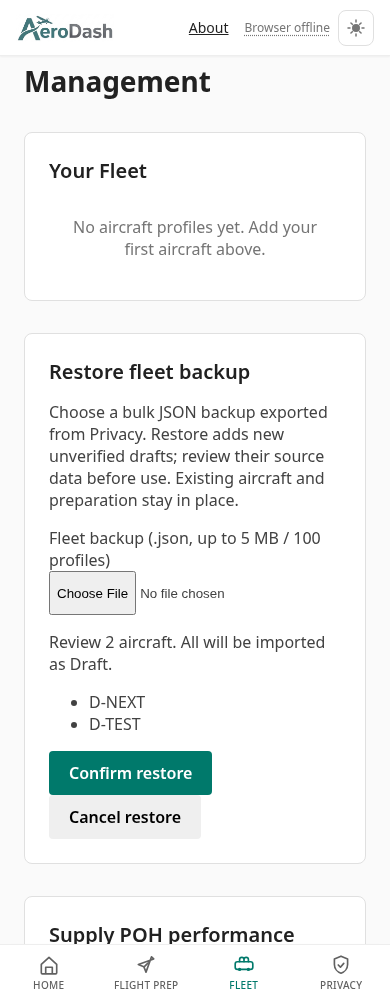 AeroDash
About
Browser offline
Management
Your Fleet
No aircraft profiles yet. Add your
first aircraft above.
Restore fleet backup
Choose a bulk JSON backup exported
from Privacy. Restore adds new
unverified drafts; review their source
data before use. Existing aircraft and
preparation stay in place.
Fleet backup (.json, up to 5 MB / 100
profiles)
Choose File No file chosen
Review 2 aircraft. All will be imported
as Draft.
D-NEXT
D-TEST
Confirm restore
Cancel restore
Supply POH performance
HOME
FLIGHT PREP
FLEET
PRIVACY